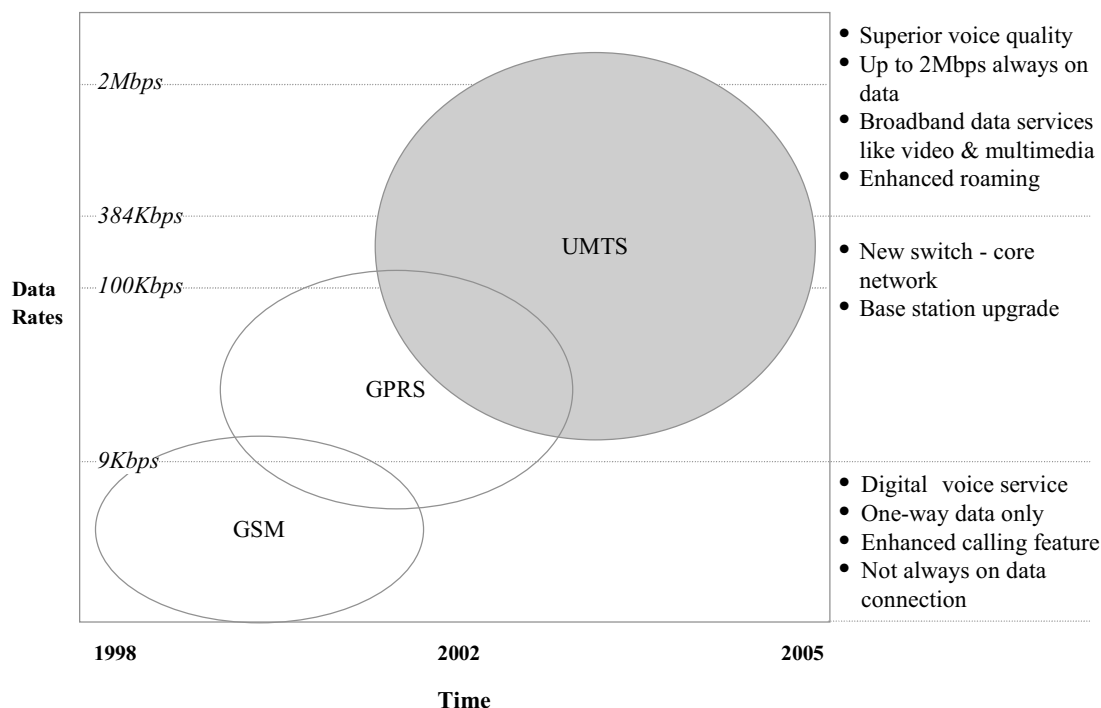 2Mbps
384Kbps
100Kbps
9Kbps
Data
Rates
UMTS
GPRS
GSM
• Superior voice quality
• Up to 2Mbps always on
data
• Broadband data services
like video & multimedia
• Enhanced roaming
• New switch - core
network
• Base station upgrade
• Digital voice service
• One-way data only
• Enhanced calling feature
• Not always on data
connection
1998
2002
2005
Time